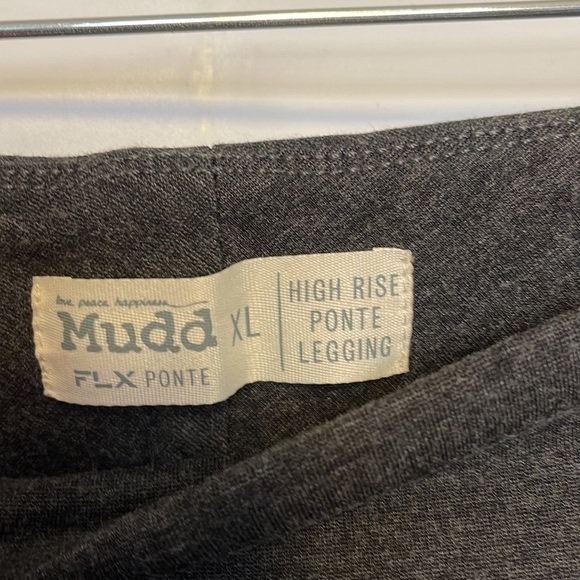 love peace happiness
Mudd XL
FLX PONTE
HIGH RISE
PONTE
LEGGING